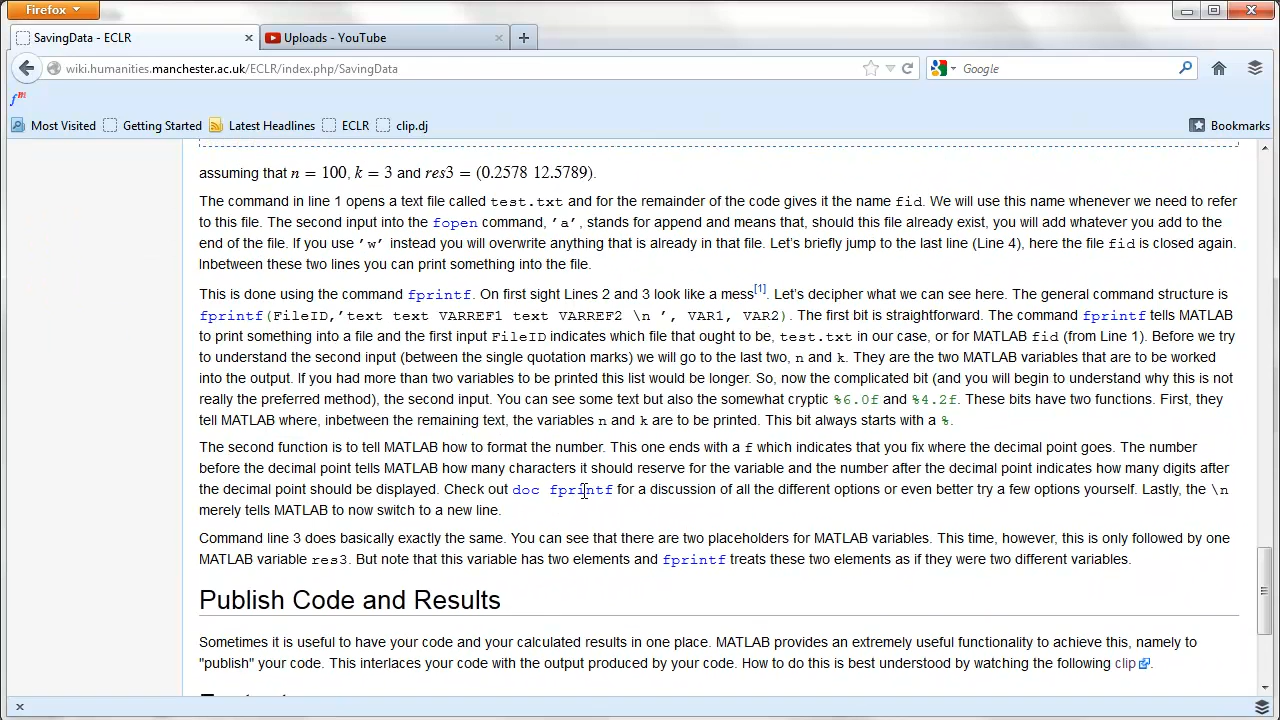 Firefox
SavingData - ECLR
Uploads - YouTube
wiki.humanities.manchester.ac.uk/ECLR/index.php/SavingData
Google
fm
Most Visited Getting Started Latest Headlines ECLR clip.dj Bookmarks
assuming that n = 100, k = 3 and res3 = (0.2578 12.5789).
The command in line 1 opens a text file called test.txt and for the remainder of the code gives it the name fid. We will use this name whenever we need to refer
to this file. The second input into the fopen command, 'a', stands for append and means that, should this file already exist, you will add whatever you add to the
end of the file. If you use 'w' instead you will overwrite anything that is already in that file. Let's briefly jump to the last line (Line 4), here the file fid is closed again.
Inbetween these two lines you can print something into the file.
This is done using the command fprintf. On first sight Lines 2 and 3 look like a mess[1]. Let's decipher what we can see here. The general command structure is
fprintf(FileID,'text text VARREF1 text VARREF2 \n ', VAR1, VAR2). The first bit is straightforward. The command fprintf tells MATLAB
to print something into a file and the first input FileID indicates which file that ought to be, test.txt in our case, or for MATLAB fid (from Line 1). Before we try
to understand the second input (between the single quotation marks) we will go to the last two, n and k. They are the two MATLAB variables that are to be worked
into the output. If you had more than two variables to be printed this list would be longer. So, now the complicated bit (and you will begin to understand why this is not
really the preferred method), the second input. You can see some text but also the somewhat cryptic %6.0f and %4.2f. These bits have two functions. First, they
tell MATLAB where, inbetween the remaining text, the variables n and k are to be printed. This bit always starts with a %.
The second function is to tell MATLAB how to format the number. This one ends with a f which indicates that you fix where the decimal point goes. The number
before the decimal point tells MATLAB how many characters it should reserve for the variable and the number after the decimal point indicates how many digits after
the decimal point should be displayed. Check out doc fprintf for a discussion of all the different options or even better try a few options yourself. Lastly, the \n
merely tells MATLAB to now switch to a new line.
Command line 3 does basically exactly the same. You can see that there are two placeholders for MATLAB variables. This time, however, this is only followed by one
MATLAB variable res3. But note that this variable has two elements and fprintf treats these two elements as if they were two different variables.
Publish Code and Results
Sometimes it is useful to have your code and your calculated results in one place. MATLAB provides an extremely useful functionality to achieve this, namely to
"publish" your code. This interlaces your code with the output produced by your code. How to do this is best understood by watching the following clip.